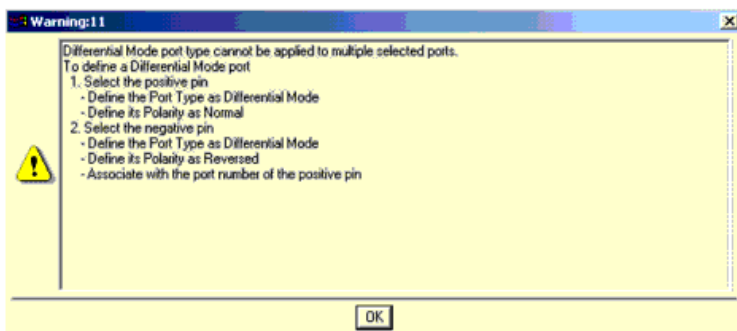 Warning:11
Differential Mode port type cannot be applied to multiple selected ports.
To define a Differential Mode port
1. Select the positive pin
- Define the Port Type as Differential Mode
- Define its Polarity as Normal
2. Select the negative pin
- Define the Port Type as Differential Mode
- Define its Polarity as Reversed
- Associate with the port number of the positive pin
OK